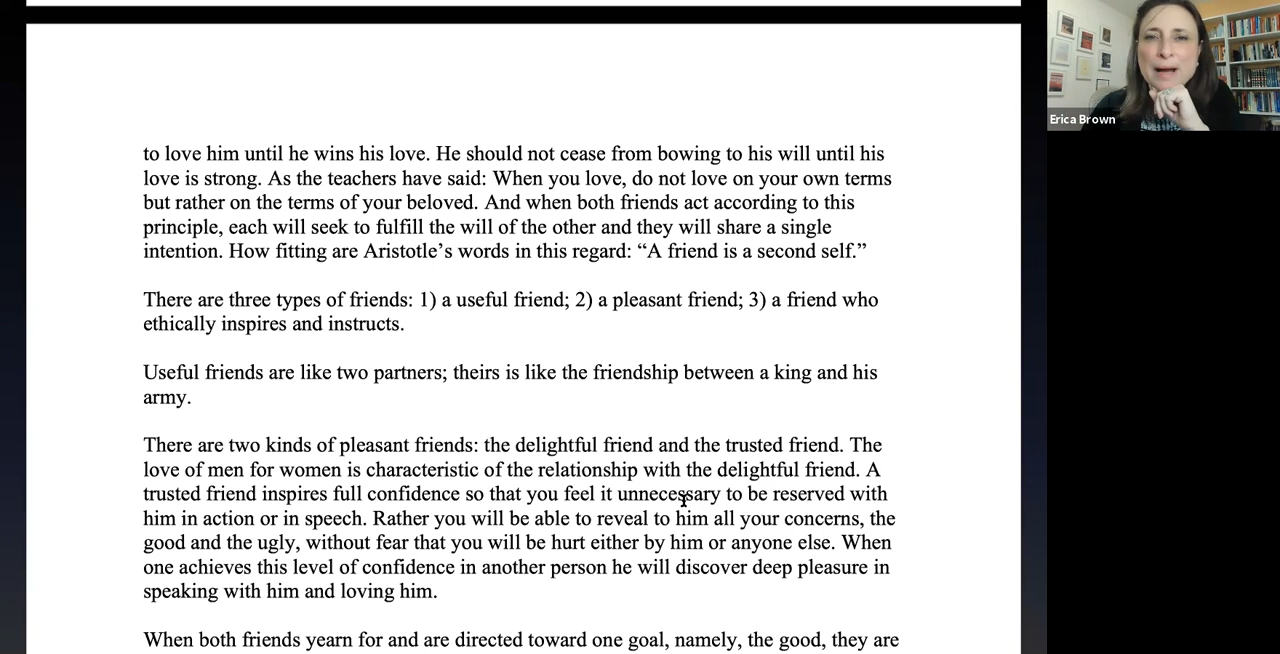 to love him until he wins his love. He should not cease from bowing to his will until his
love is strong. As the teachers have said: When you love, do not love on your own terms
but rather on the terms of your beloved. And when both friends act according to this
principle, each will seek to fulfill the will of the other and they will share a single
intention. How fitting are Aristotle’s words in this regard: “A friend is a second self.”
There are three types of friends: 1) a useful friend; 2) a pleasant friend; 3) a friend who
ethically inspires and instructs.
Useful friends are like two partners; theirs is like the friendship between a king and his
army.
There are two kinds of pleasant friends: the delightful friend and the trusted friend. The
love of men for women is characteristic of the relationship with the delightful friend. A
trusted friend inspires full confidence so that you feel it unnecessary to be reserved with
him in action or in speech. Rather you will be able to reveal to him all your concerns, the
good and the ugly, without fear that you will be hurt either by him or anyone else. When
one achieves this level of confidence in another person he will discover deep pleasure in
speaking with him and loving him.
When both friends yearn for and are directed toward one goal, namely, the good, they are
Erica Brown